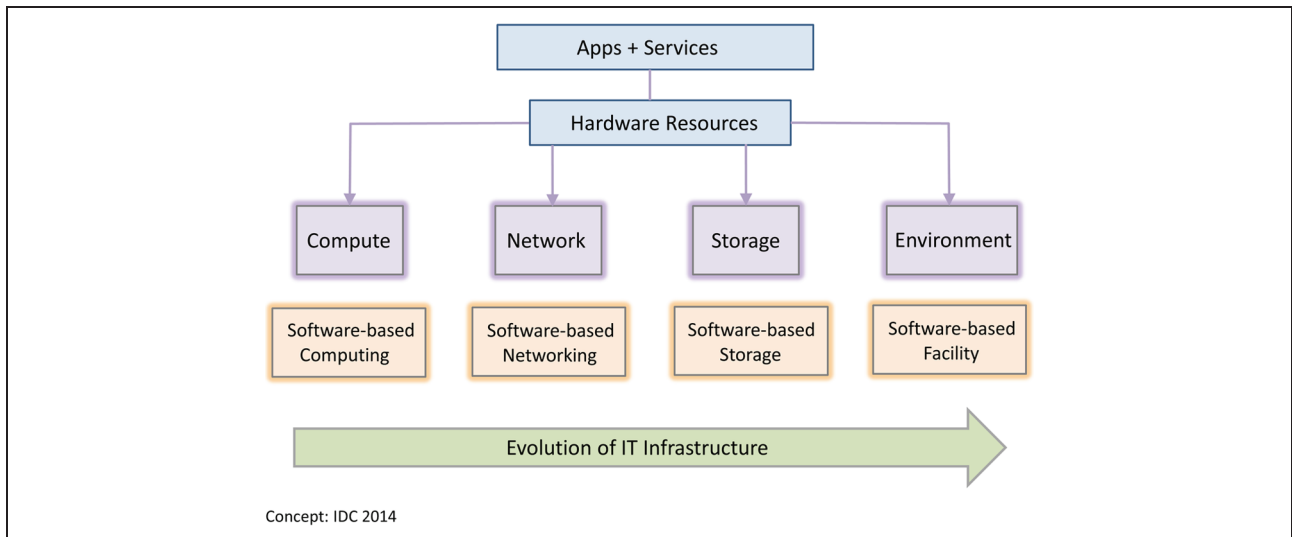 Apps + Services
Hardware Resources
Compute
Network
Storage
Environment
Software-based
Computing
Software-based
Networking
Software-based
Storage
Software-based
Facility
Evolution of IT Infrastructure
Concept: IDC 2014